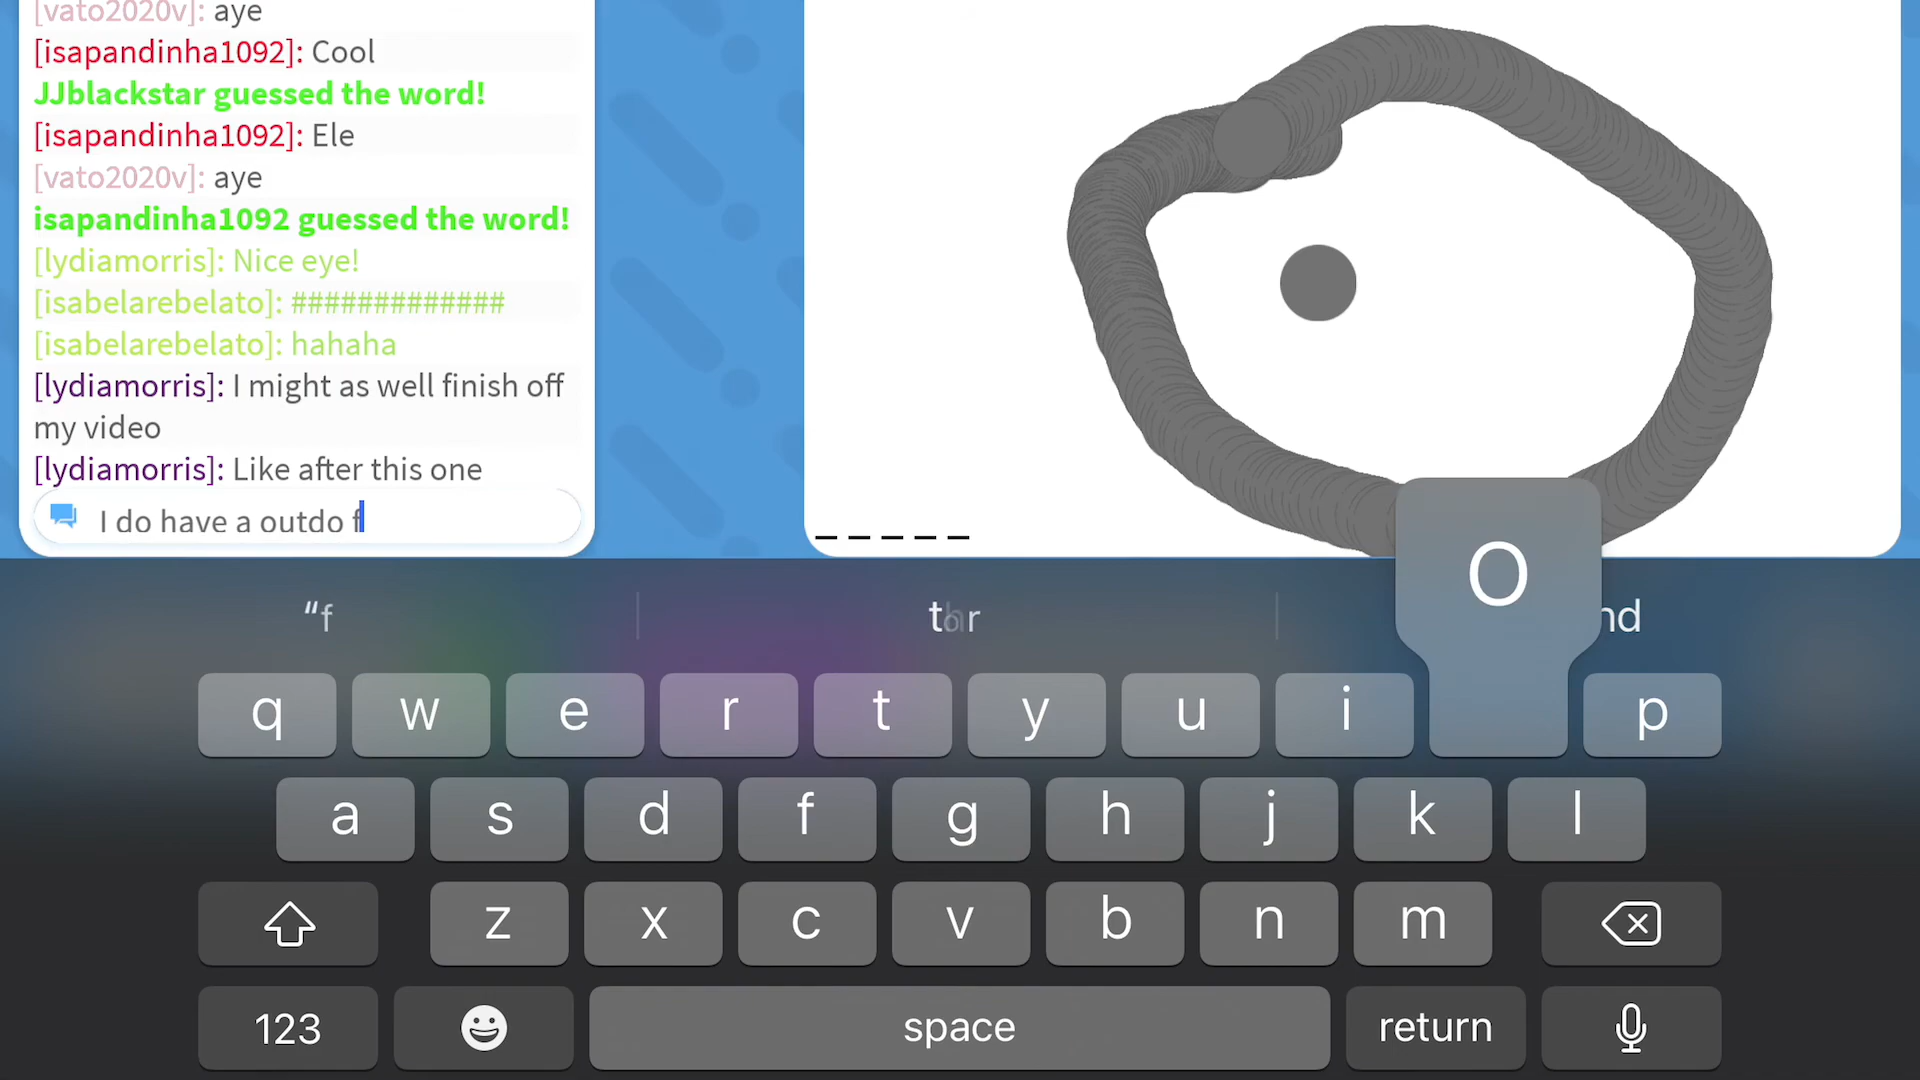 [vato2020v]: aye
[isapandinha1092]: Cool
JJblackstar guessed the word!
[isapandinha1092]: Ele
[vato2020v]: aye
isapandinha1092 guessed the word!
[lydiamorris]: Nice eye!
[isabelarebelato]: #############
[isabelarebelato]: hahaha
[lydiamorris]: I might as well finish off
my video
[lydiamorris]: Like after this one
I do have a outdo f
“f
q w e r t y u i O p
a s d f g h j k l
z x c v b n m
123 space return